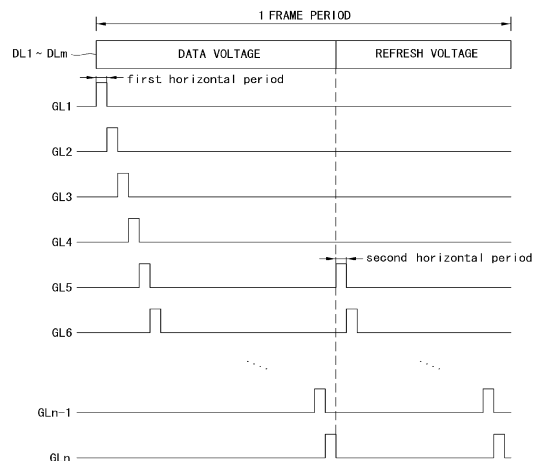 1 FRAME PERIOD
DL1~DLm
DATA VOLTAGE
REFRESH VOLTAGE
first horizontal period
GL1
GL2
GL3
GL4
second horizontal period
GL5
GL6
GLn-1
GLn